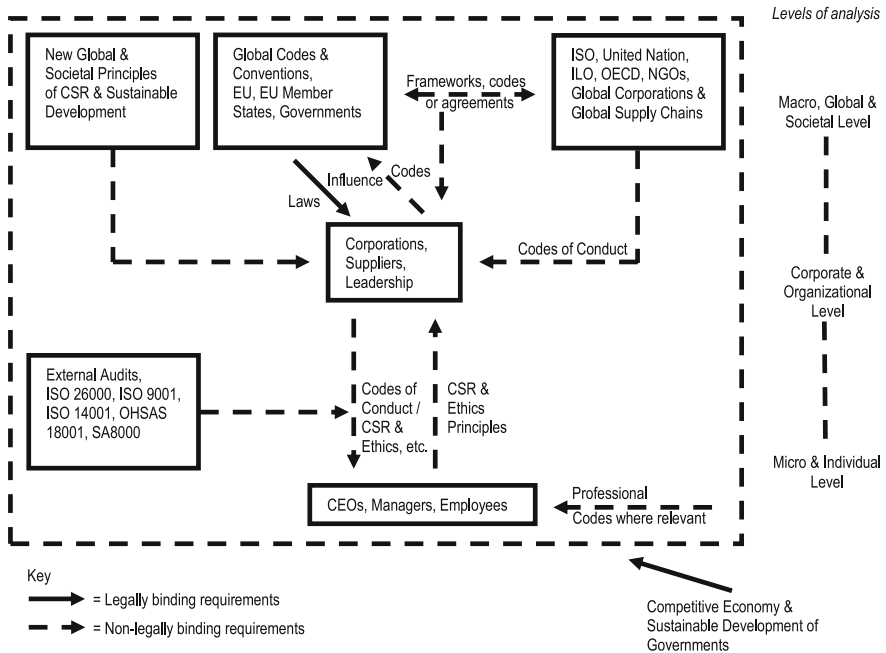 Levels of analysis
New Global &
Societal Principles
of CSR & Sustainable
Development
Global Codes &
Conventions,
EU, EU Member
States, Governments
Frameworks, codes
or agreements
ISO, United Nation,
ILO, OECD, NGOs,
Global Corporations &
Global Supply Chains
Macro, Global &
Societal Level
Influence
Codes
Laws
Corporations,
Suppliers,
Leadership
Codes of Conduct
Corporate &
Organizational
Level
External Audits,
ISO 26000, ISO 9001,
ISO 14001, OHSAS
18001, SA8000
Codes of
Conduct /
CSR &
Ethics, etc.
CSR &
Ethics
Principles
Micro & Individual
Level
CEOs, Managers, Employees
Professional
Codes where relevant
Key
= Legally binding requirements
= Non-legally binding requirements
Competitive Economy &
Sustainable Development of
Governments